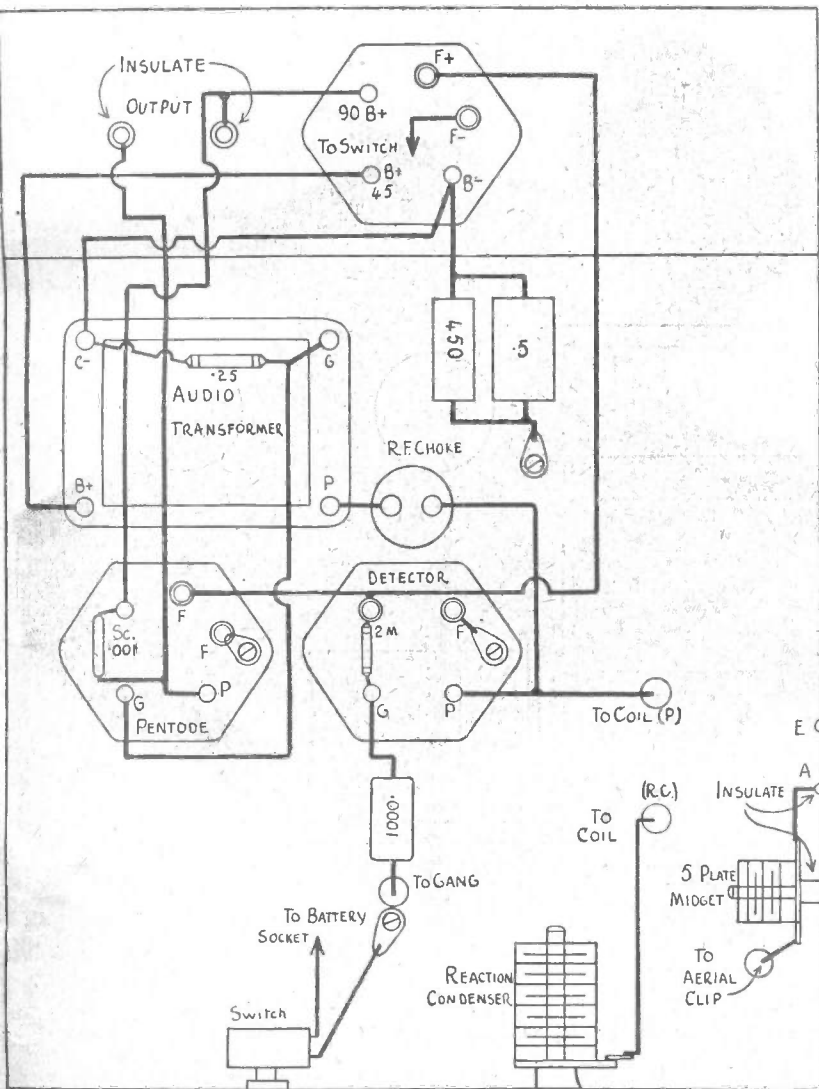 INSULATE
OUTPUT
F+
90 B+
F-
TO SWITCH
B+
45
B-
450
.5
C-
.25
G
AUDIO
TRANSFORMER
R.F. CHOKE
B+
P
DETECTOR
F
2M
F
Sc.
.001
F
G
P
PENTODE
G
P
TO COIL (P)
E
A
INSULATE
(R.C.)
TO
COIL
.0001
TO GANG
5 PLATE
MIDGET
TO BATTERY
SOCKET
REACTION
CONDENSER
TO
AERIAL
CLIP
Switch